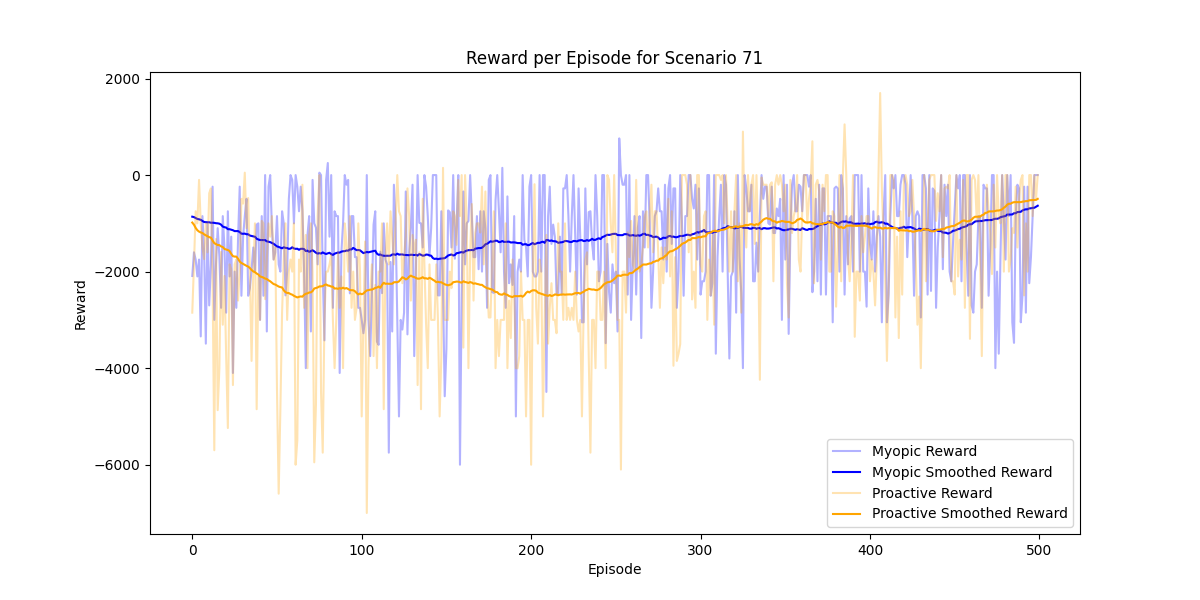 Reward per Episode for Scenario 71
2000
0
−2000
−4000
−6000
Reward
0 100 200 300 400 500
Episode
Myopic Reward
Myopic Smoothed Reward
Proactive Reward
Proactive Smoothed Reward